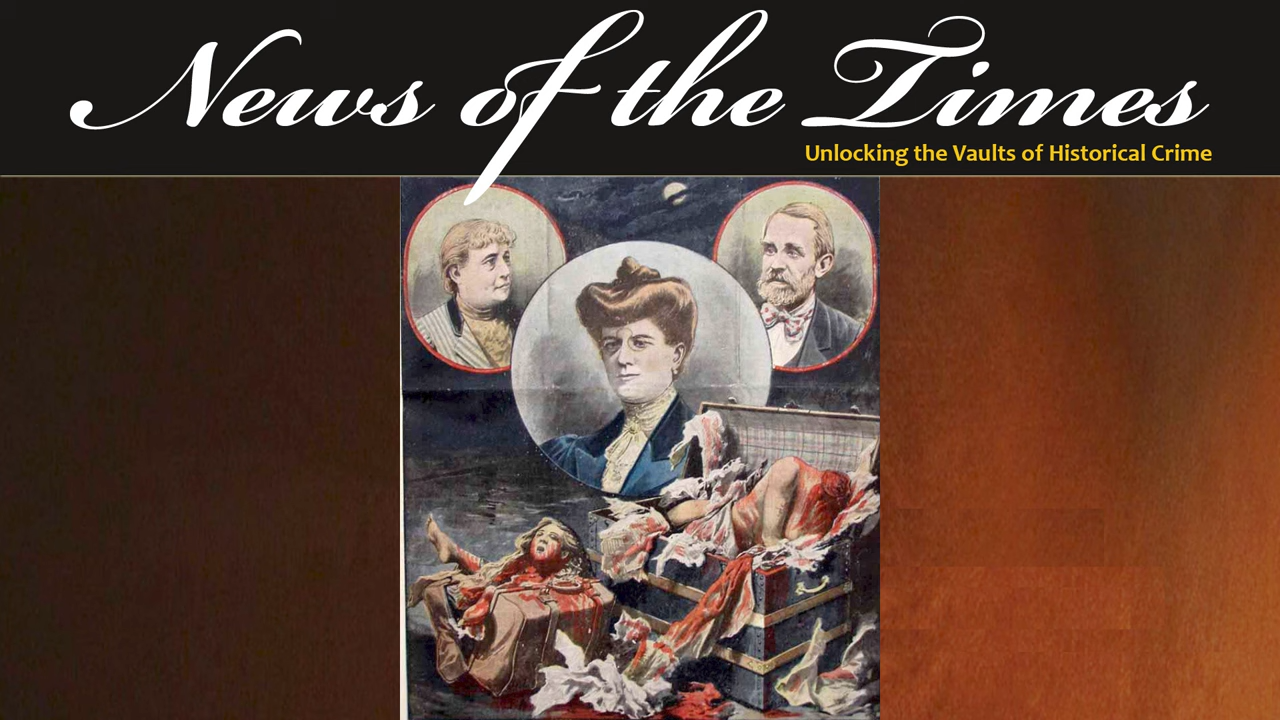 News of the Times
Unlocking the Vaults of Historical Crime